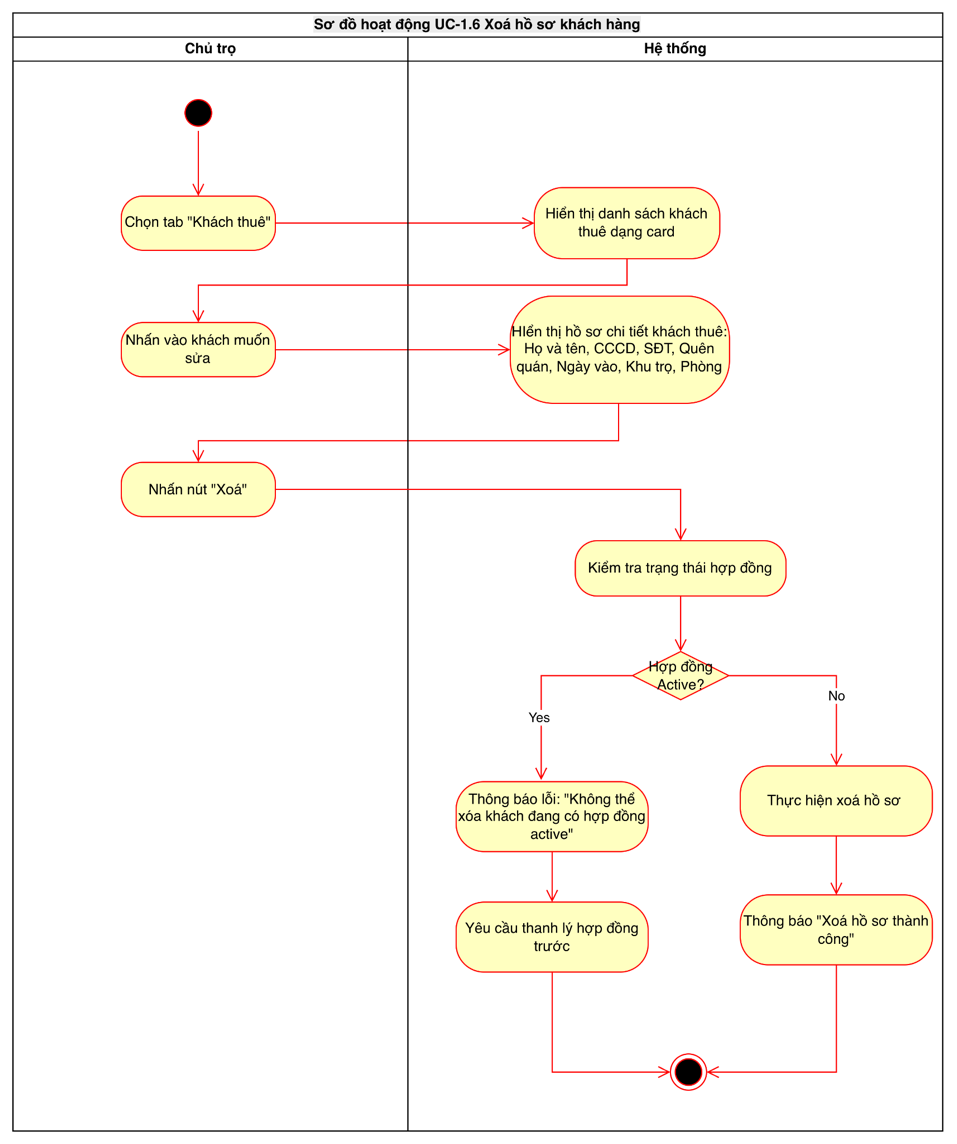 Sơ đồ hoạt động UC-1.6 Xoá hồ sơ khách hàng
Chủ trọ
Hệ thống
Chọn tab "Khách thuê"
Hiển thị danh sách khách
thuê dạng card
Nhấn vào khách muốn
sửa
HIển thị hồ sơ chi tiết khách thuê:
Họ và tên, CCCD, SĐT, Quên
quán, Ngày vào, Khu trọ, Phòng
Nhấn nút "Xoá"
Kiểm tra trạng thái hợp đồng
Hợp đồng
Active?
Yes
No
Thông báo lỗi: "Không thể
xóa khách đang có hợp đồng
active"
Thực hiện xoá hồ sơ
Yêu cầu thanh lý hợp đồng
trước
Thông báo "Xoá hồ sơ thành
công"